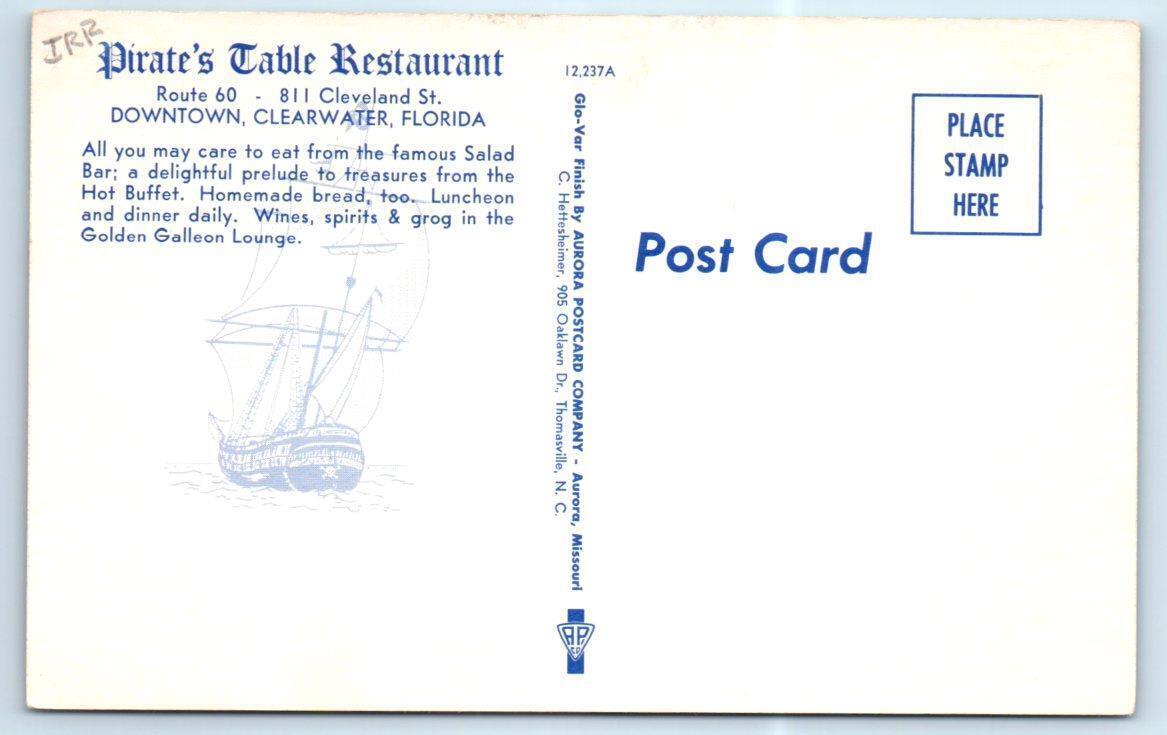 IRR
Pirate's Table Restaurant
Route 60 - 811 Cleveland St.
DOWNTOWN, CLEARWATER, FLORIDA
All you may care to eat from the famous Salad
Bar; a delightful prelude to treasures from the
Hot Buffet. Homemade bread, too. Luncheon
and dinner daily. Wines, spirits & grog in the
Golden Galleon Lounge.
12,237A
Glo-Var Finish By AURORA POSTCARD COMPANY - Aurora, Missouri
C. Hettesheimer, 905 Oaklawn Dr., Thomasville, N. C.
APCO
Post Card
PLACE
STAMP
HERE